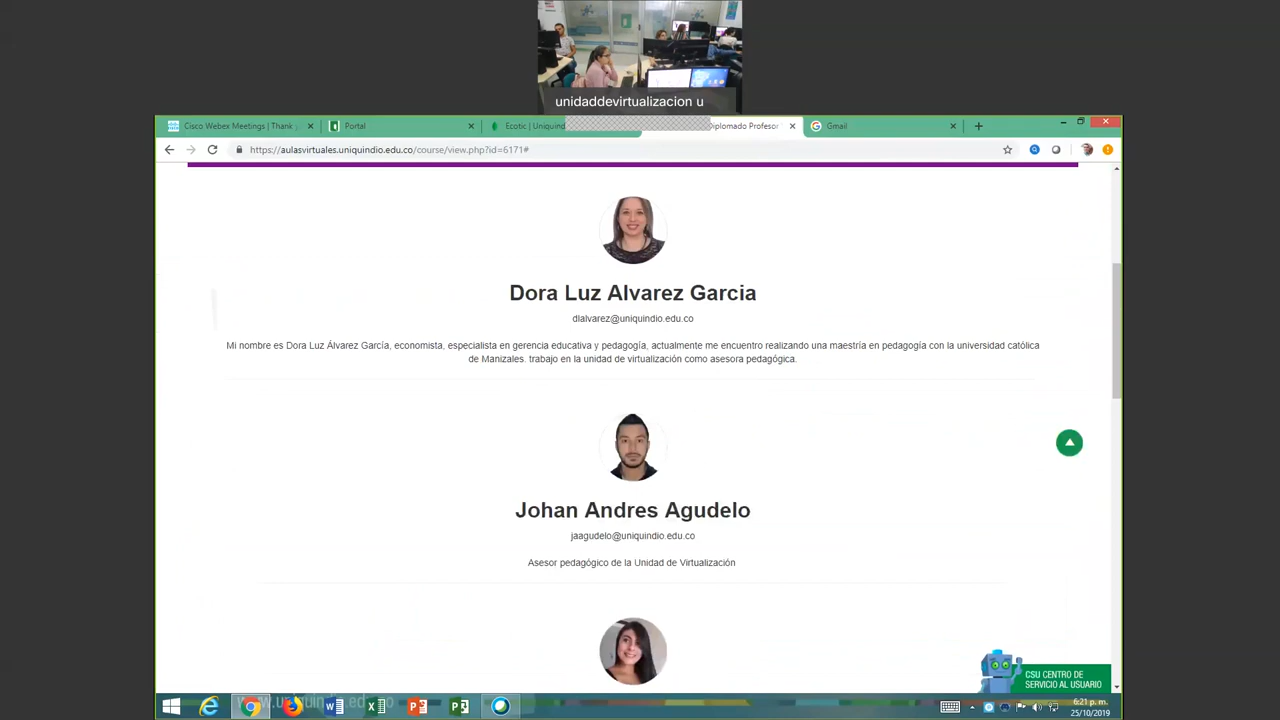 unidaddevirtualizacion u
Cisco Webex Meetings | Thank
Portal
Ecotic | Uniquind
Diplomado Profesor
Gmail
https://aulasvirtuales.uniquindio.edu.co/course/view.php?id=6171#
Dora Luz Alvarez Garcia
dlalvarez@uniquindio.edu.co
Mi nombre es Dora Luz Álvarez García, economista, especialista en gerencia educativa y pedagogía, actualmente me encuentro realizando una maestría en pedagogía con la universidad católica
de Manizales. trabajo en la unidad de virtualización como asesora pedagógica.
Johan Andres Agudelo
jaagudelo@uniquindio.edu.co
Asesor pedagógico de la Unidad de Virtualización
CSU CENTRO DE
SERVICIO AL USUARIO
6:21 p. m.
25/10/2019